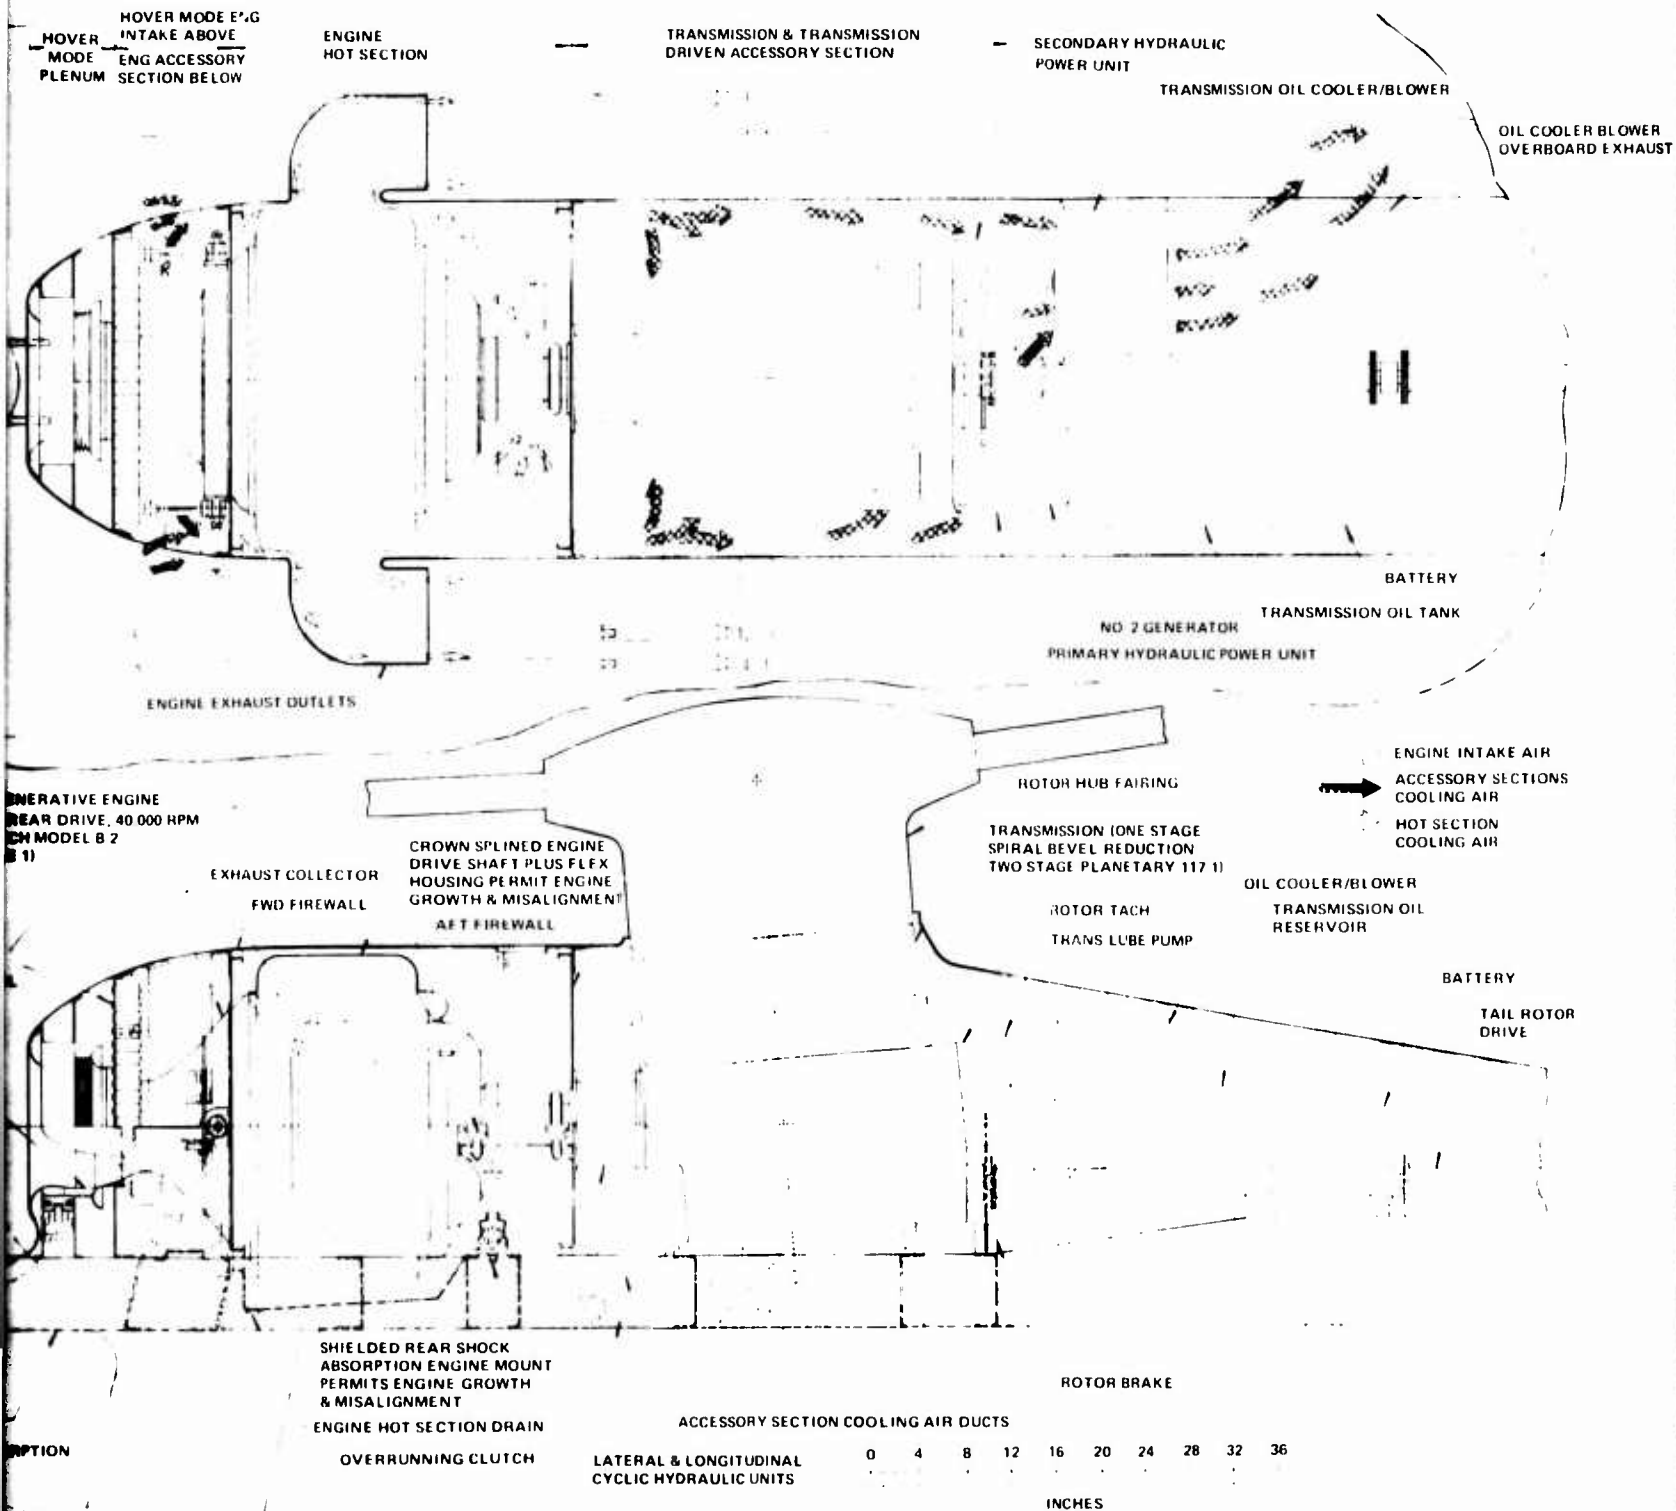 HOVER
MODE
PLENUM
HOVER MODE ENG
INTAKE ABOVE
ENG ACCESSORY
SECTION BELOW
ENGINE
HOT SECTION
TRANSMISSION & TRANSMISSION
DRIVEN ACCESSORY SECTION
SECONDARY HYDRAULIC
POWER UNIT
TRANSMISSION OIL COOLER/BLOWER
OIL COOLER BLOWER
OVERBOARD EXHAUST
BATTERY
TRANSMISSION OIL TANK
NO 2 GENERATOR
PRIMARY HYDRAULIC POWER UNIT
ENGINE EXHAUST OUTLETS
ENGINE INTAKE AIR
ACCESSORY SECTIONS
COOLING AIR
HOT SECTION
COOLING AIR
ROTOR HUB FAIRING
NERATIVE ENGINE
REAR DRIVE, 40 000 RPM
CH MODEL B 2
1)
CROWN SPLINED ENGINE
DRIVE SHAFT PLUS FLEX
HOUSING PERMIT ENGINE
GROWTH & MISALIGNMENT
EXHAUST COLLECTOR
FWD FIREWALL
AFT FIREWALL
TRANSMISSION (ONE STAGE
SPIRAL BEVEL REDUCTION
TWO STAGE PLANETARY 117 1)
OIL COOLER/BLOWER
ROTOR TACH
TRANSMISSION OIL
RESERVOIR
TRANS LUBE PUMP
BATTERY
TAIL ROTOR
DRIVE
SHIELDED REAR SHOCK
ABSORPTION ENGINE MOUNT
PERMITS ENGINE GROWTH
& MISALIGNMENT
ENGINE HOT SECTION DRAIN
OVERRUNNING CLUTCH
ROTOR BRAKE
ACCESSORY SECTION COOLING AIR DUCTS
RPTION
LATERAL & LONGITUDINAL
CYCLIC HYDRAULIC UNITS
0 4 8 12 16 20 24 28 32 36
INCHES